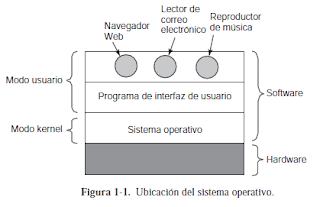 Navegador
Web
Lector de
correo
electrónico
Reproductor
de música
Modo usuario
Programa de interfaz de usuario
Software
Modo kernel
Sistema operativo
Hardware
Figura 1-1. Ubicación del sistema operativo.